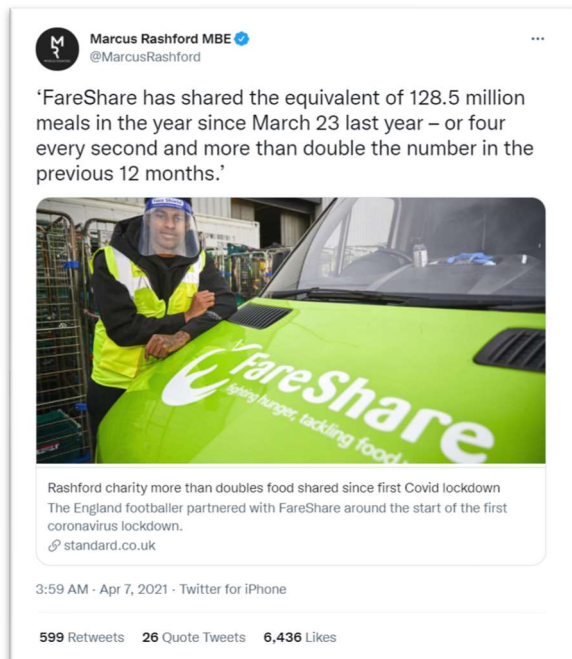 Marcus Rashford MBE
@MarcusRashford
‘FareShare has shared the equivalent of 128.5 million
meals in the year since March 23 last year – or four
every second and more than double the number in the
previous 12 months.’
FareShare
fighting hunger, tackling food
Rashford charity more than doubles food shared since first Covid lockdown
The England footballer partnered with FareShare around the start of the first
coronavirus lockdown.
standard.co.uk
3:59 AM · Apr 7, 2021 · Twitter for iPhone
599 Retweets 26 Quote Tweets 6,436 Likes